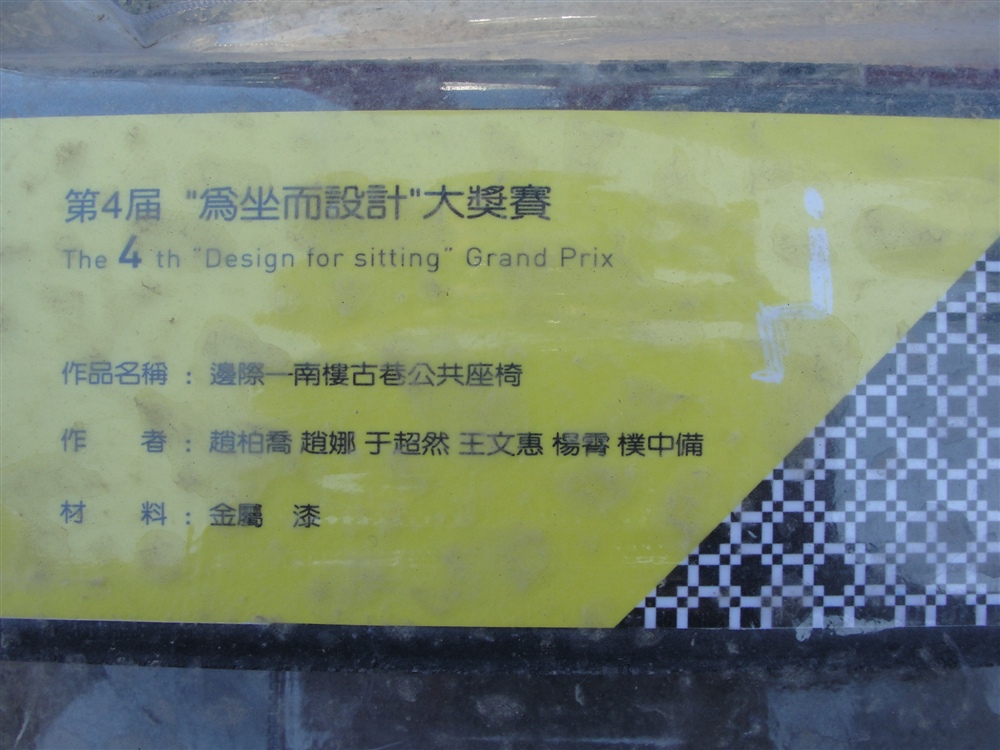 第4届 "爲坐而設計"大獎賽
The 4 th "Design for sitting" Grand Prix
作品名稱：邊際—南樓古巷公共座椅
作　者：趙柏喬 趙娜 于超然 王文惠 楊霄 樸中備
材　料：金屬 漆